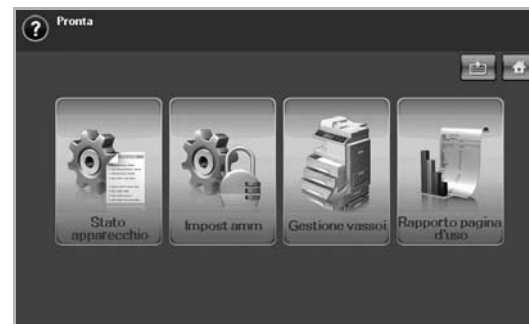 Pronta
Stato
apparecchio
Impost amm
Gestione vassoi
Rapporto pagina
d'uso